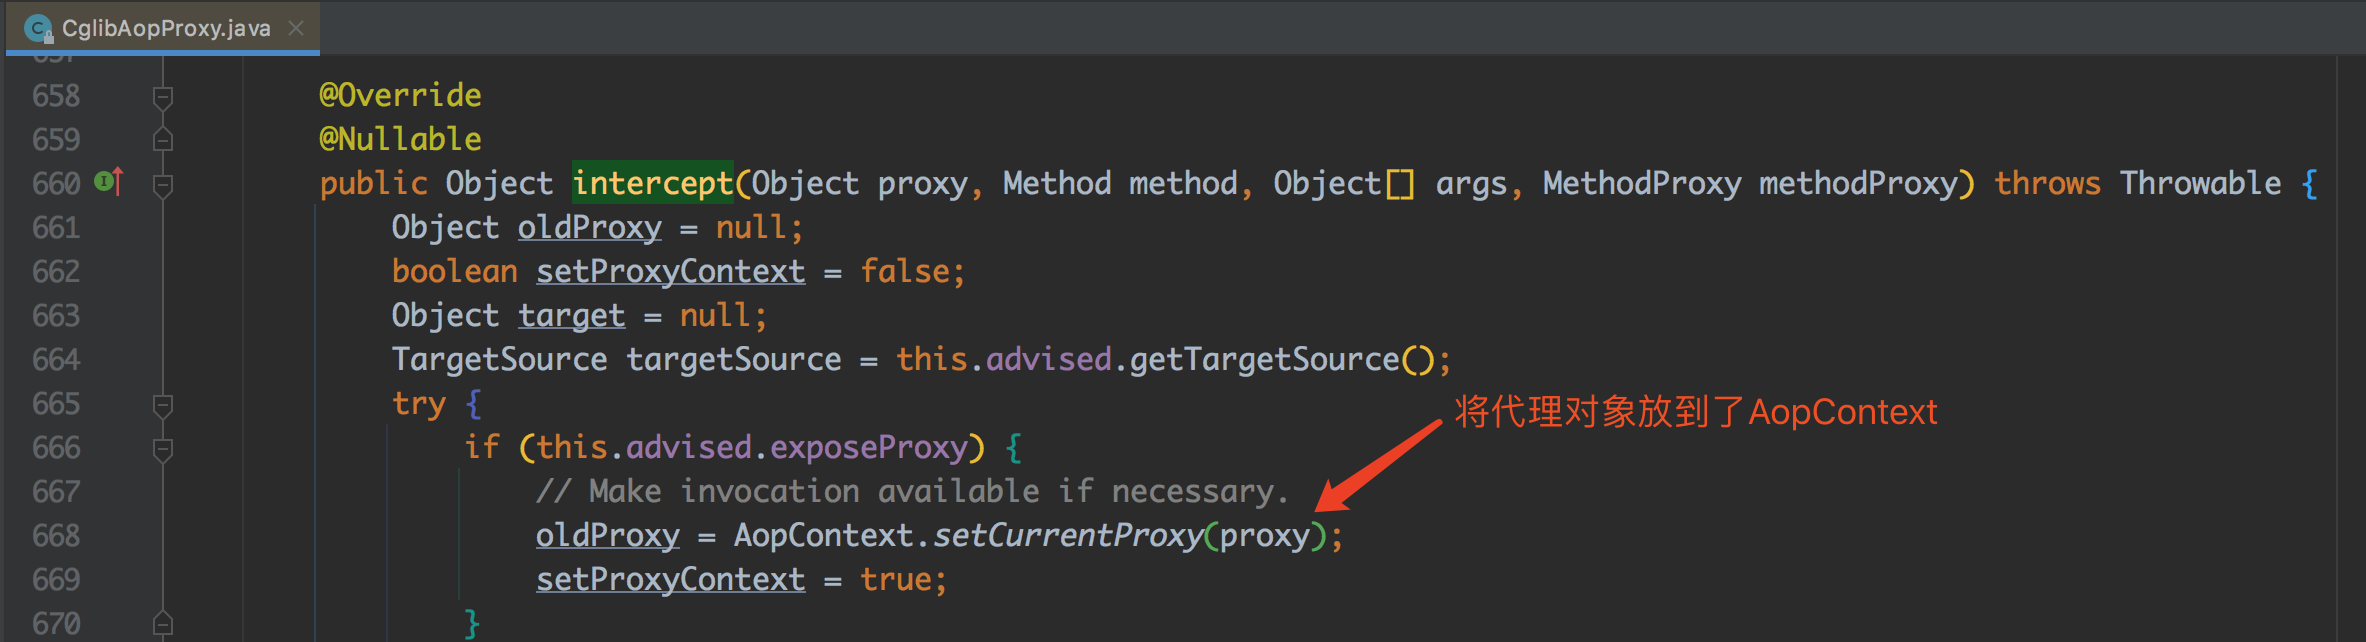 CglibAopProxy.java
658 @Override
659 @Nullable
660 public Object intercept(Object proxy, Method method, Object[] args, MethodProxy methodProxy) throws Throwable {
661 Object oldProxy = null;
662 boolean setProxyContext = false;
663 Object target = null;
664 TargetSource targetSource = this.advised.getTargetSource();
665 try {
将代理对象放到了AopContext
666 if (this.advised.exposeProxy) {
667 // Make invocation available if necessary.
668 oldProxy = AopContext.setCurrentProxy(proxy);
669 setProxyContext = true;
670 }